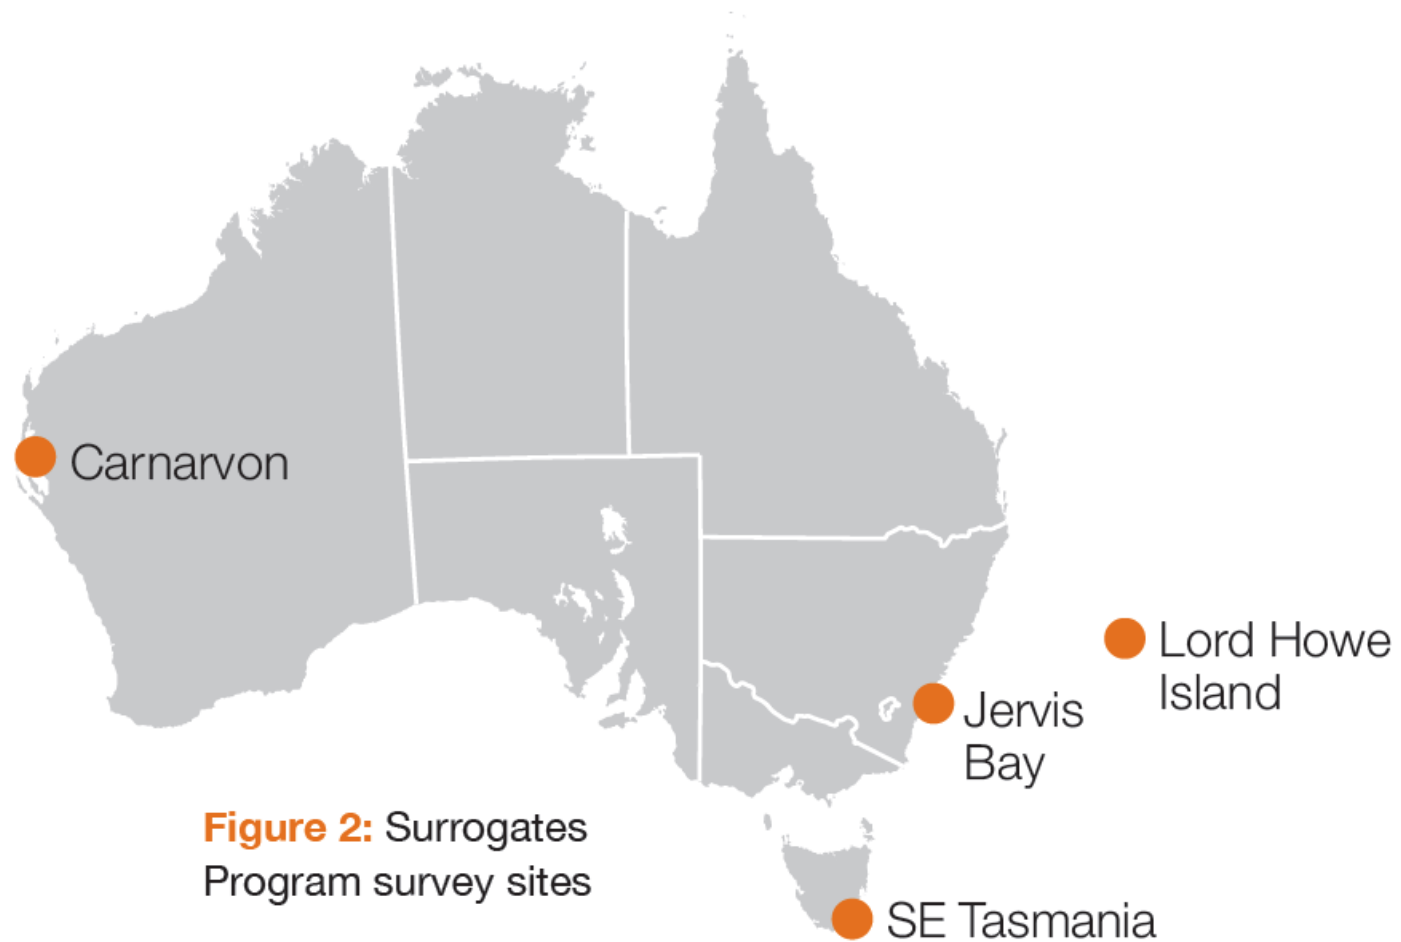 Carnarvon
Lord Howe
Island
Jervis
Bay
Figure 2: Surrogates
Program survey sites
SE Tasmania